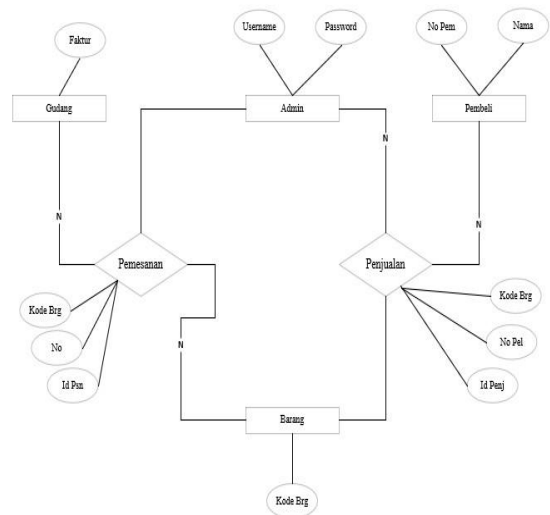 Faktur
Username
Password
No Pem
Nama
Gudang
Admin
Pembeli
N
N
N
Pemesanan
Penjualan
Kode Brg
Kode Brg
No
No Pel
N
Id Psn
Id Penj
Barang
Kode Brg